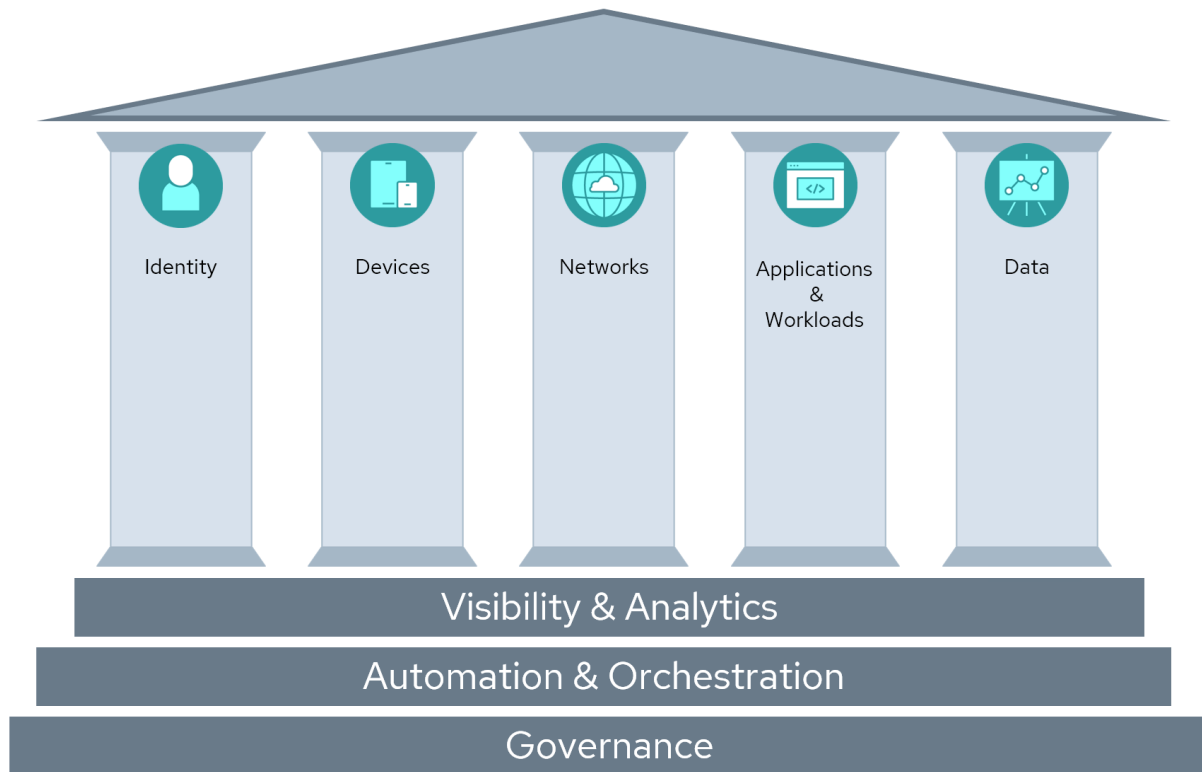 Identity
Devices
Networks
Applications
&
Workloads
Data
</>
Visibility & Analytics
Automation & Orchestration
Governance